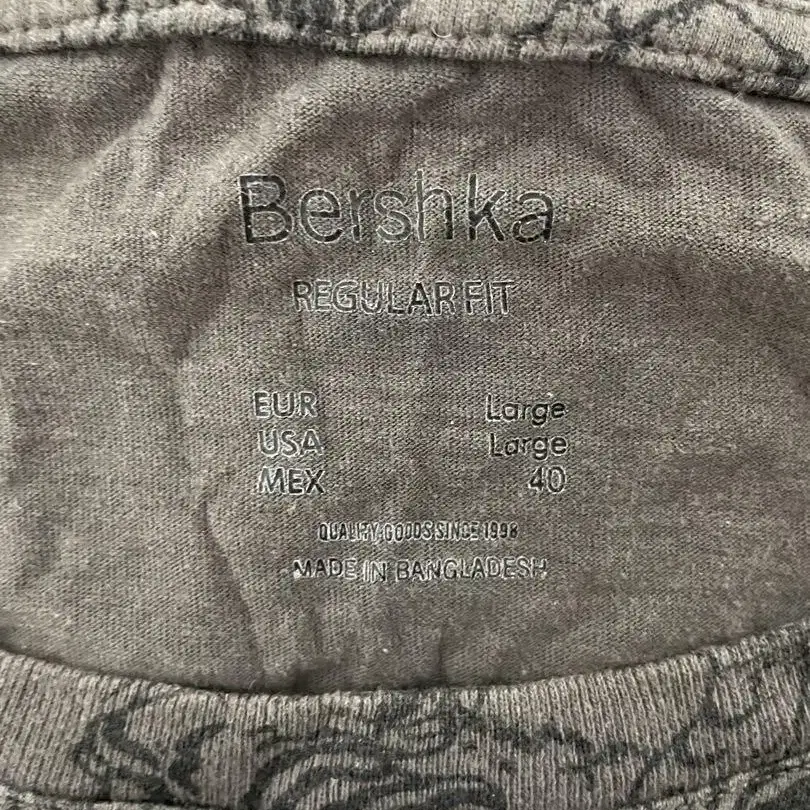 Bershka
REGULAR FIT
EUR Large
USA Large
MEX 40
QUALITY GOODS SINCE 1998
MADE IN BANGLADESH